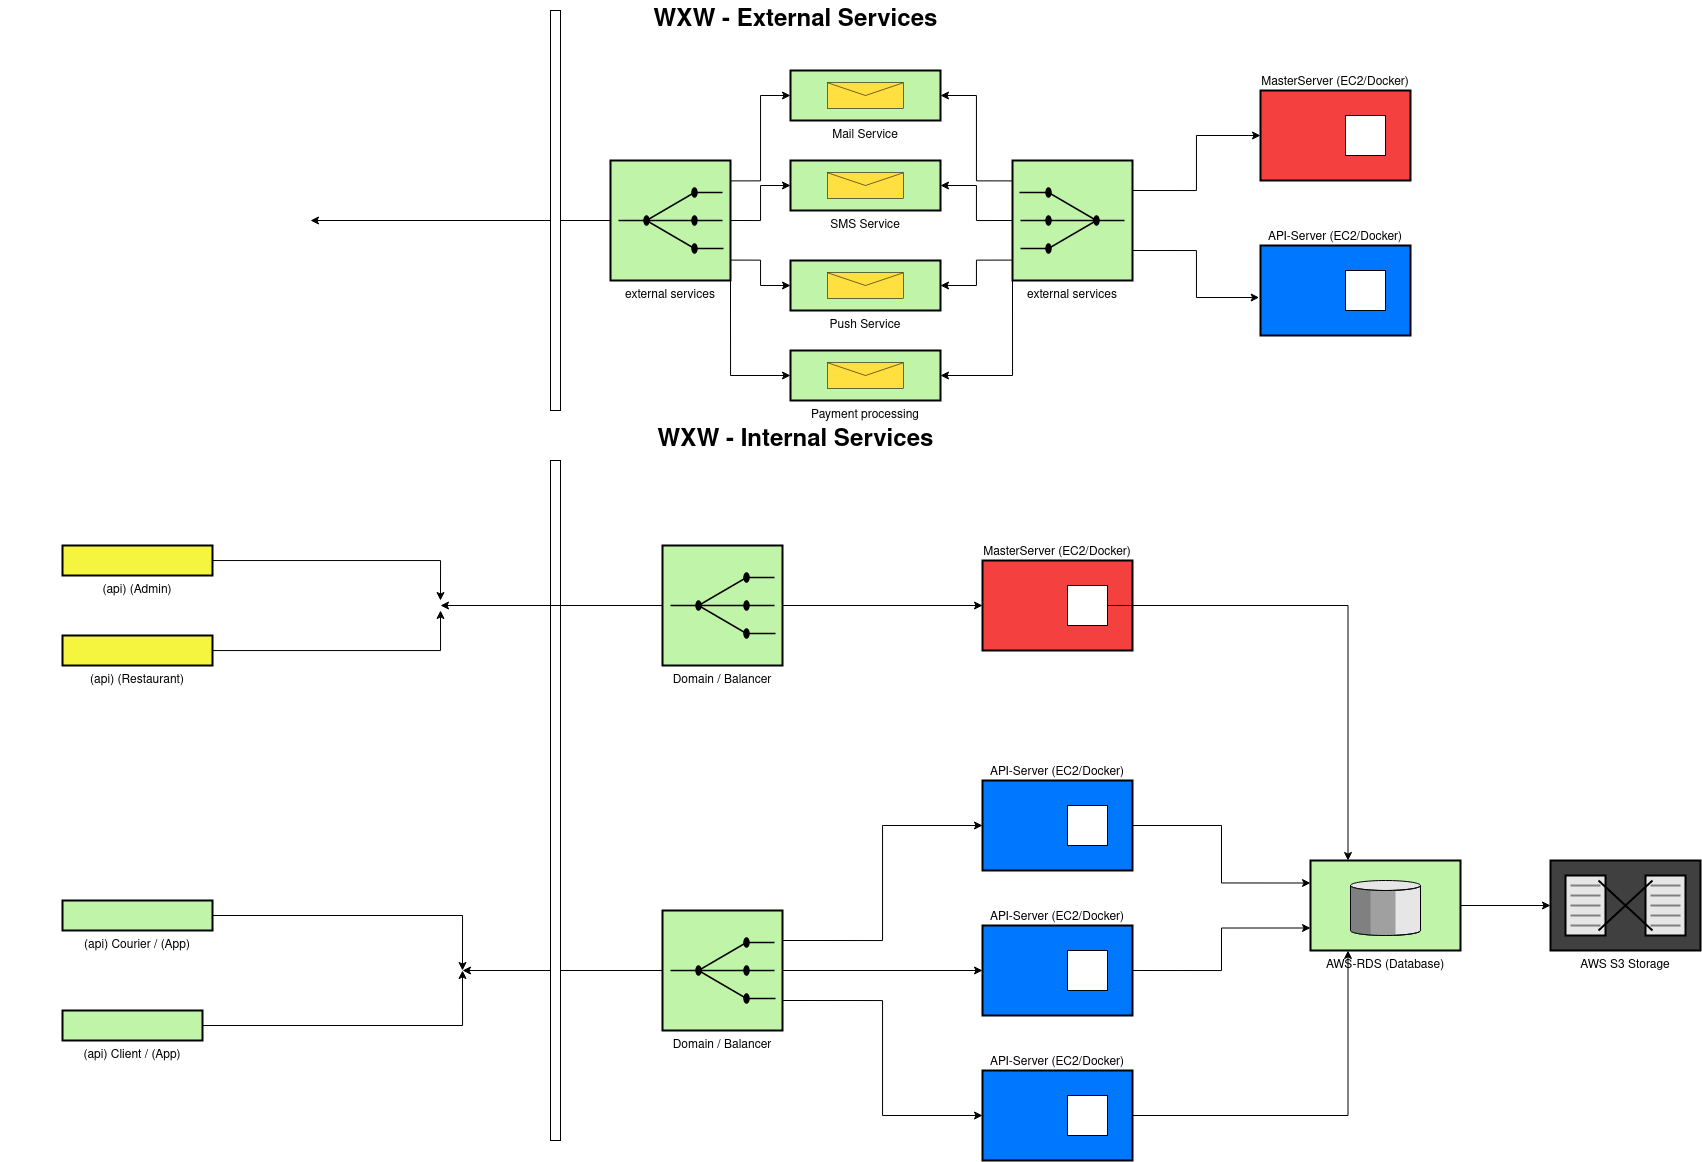 WXW - External Services
MasterServer (EC2/Docker)
Mail Service
SMS Service
API-Server (EC2/Docker)
external services
external services
Push Service
Payment processing
WXW - Internal Services
MasterServer (EC2/Docker)
(api) (Admin)
(api) (Restaurant)
Domain / Balancer
API-Server (EC2/Docker)
API-Server (EC2/Docker)
(api) Courier / (App)
AWS-RDS (Database)
AWS S3 Storage
Domain / Balancer
(api) Client / (App)
API-Server (EC2/Docker)